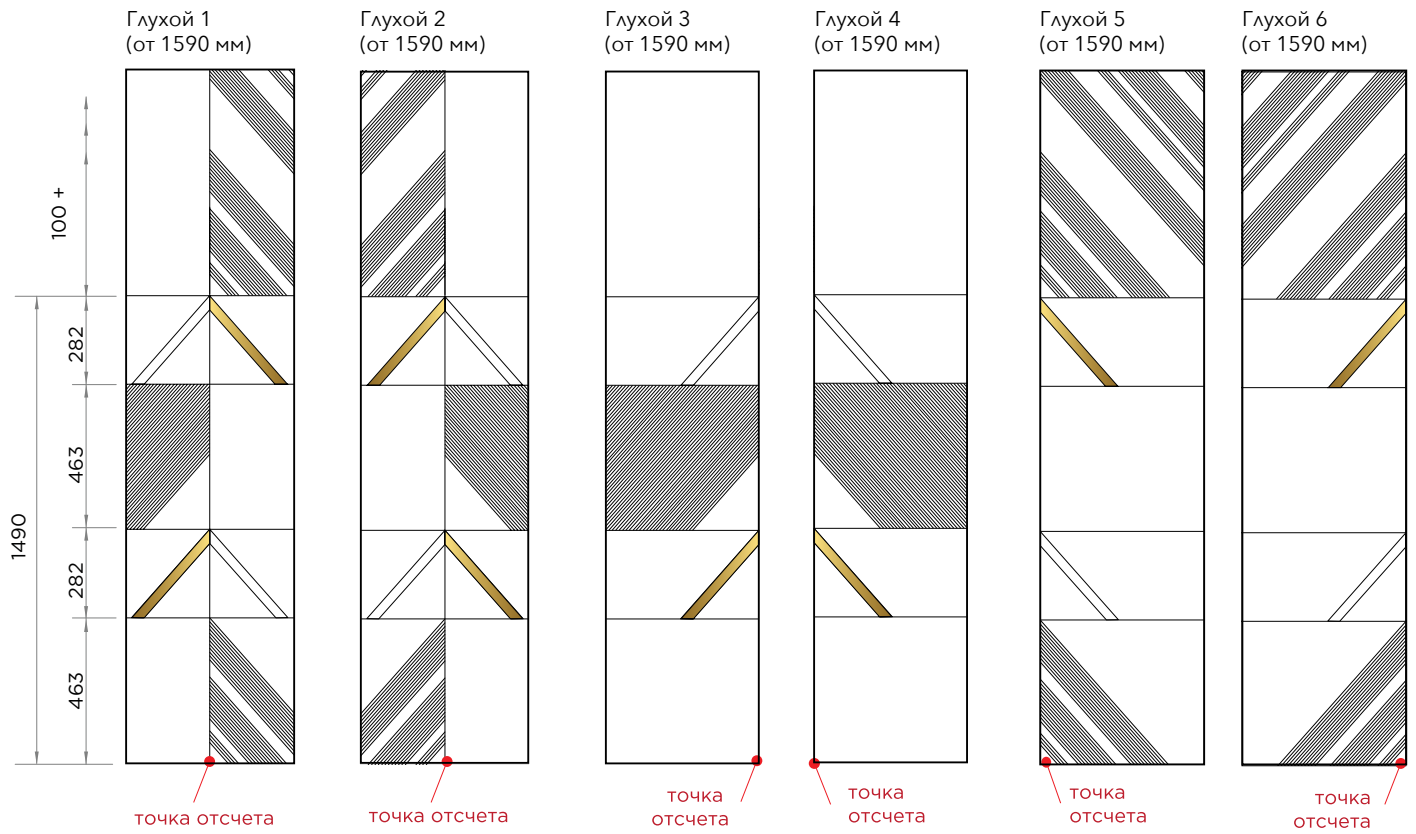 Глухой 1
(от 1590 мм)
Глухой 2
(от 1590 мм)
Глухой 3
(от 1590 мм)
Глухой 4
(от 1590 мм)
Глухой 5
(от 1590 мм)
Глухой 6
(от 1590 мм)
100 +
282
463
1490
282
463
точка отсчета
точка отсчета
точка
отсчета
точка
отсчета
точка
отсчета
точка
отсчета